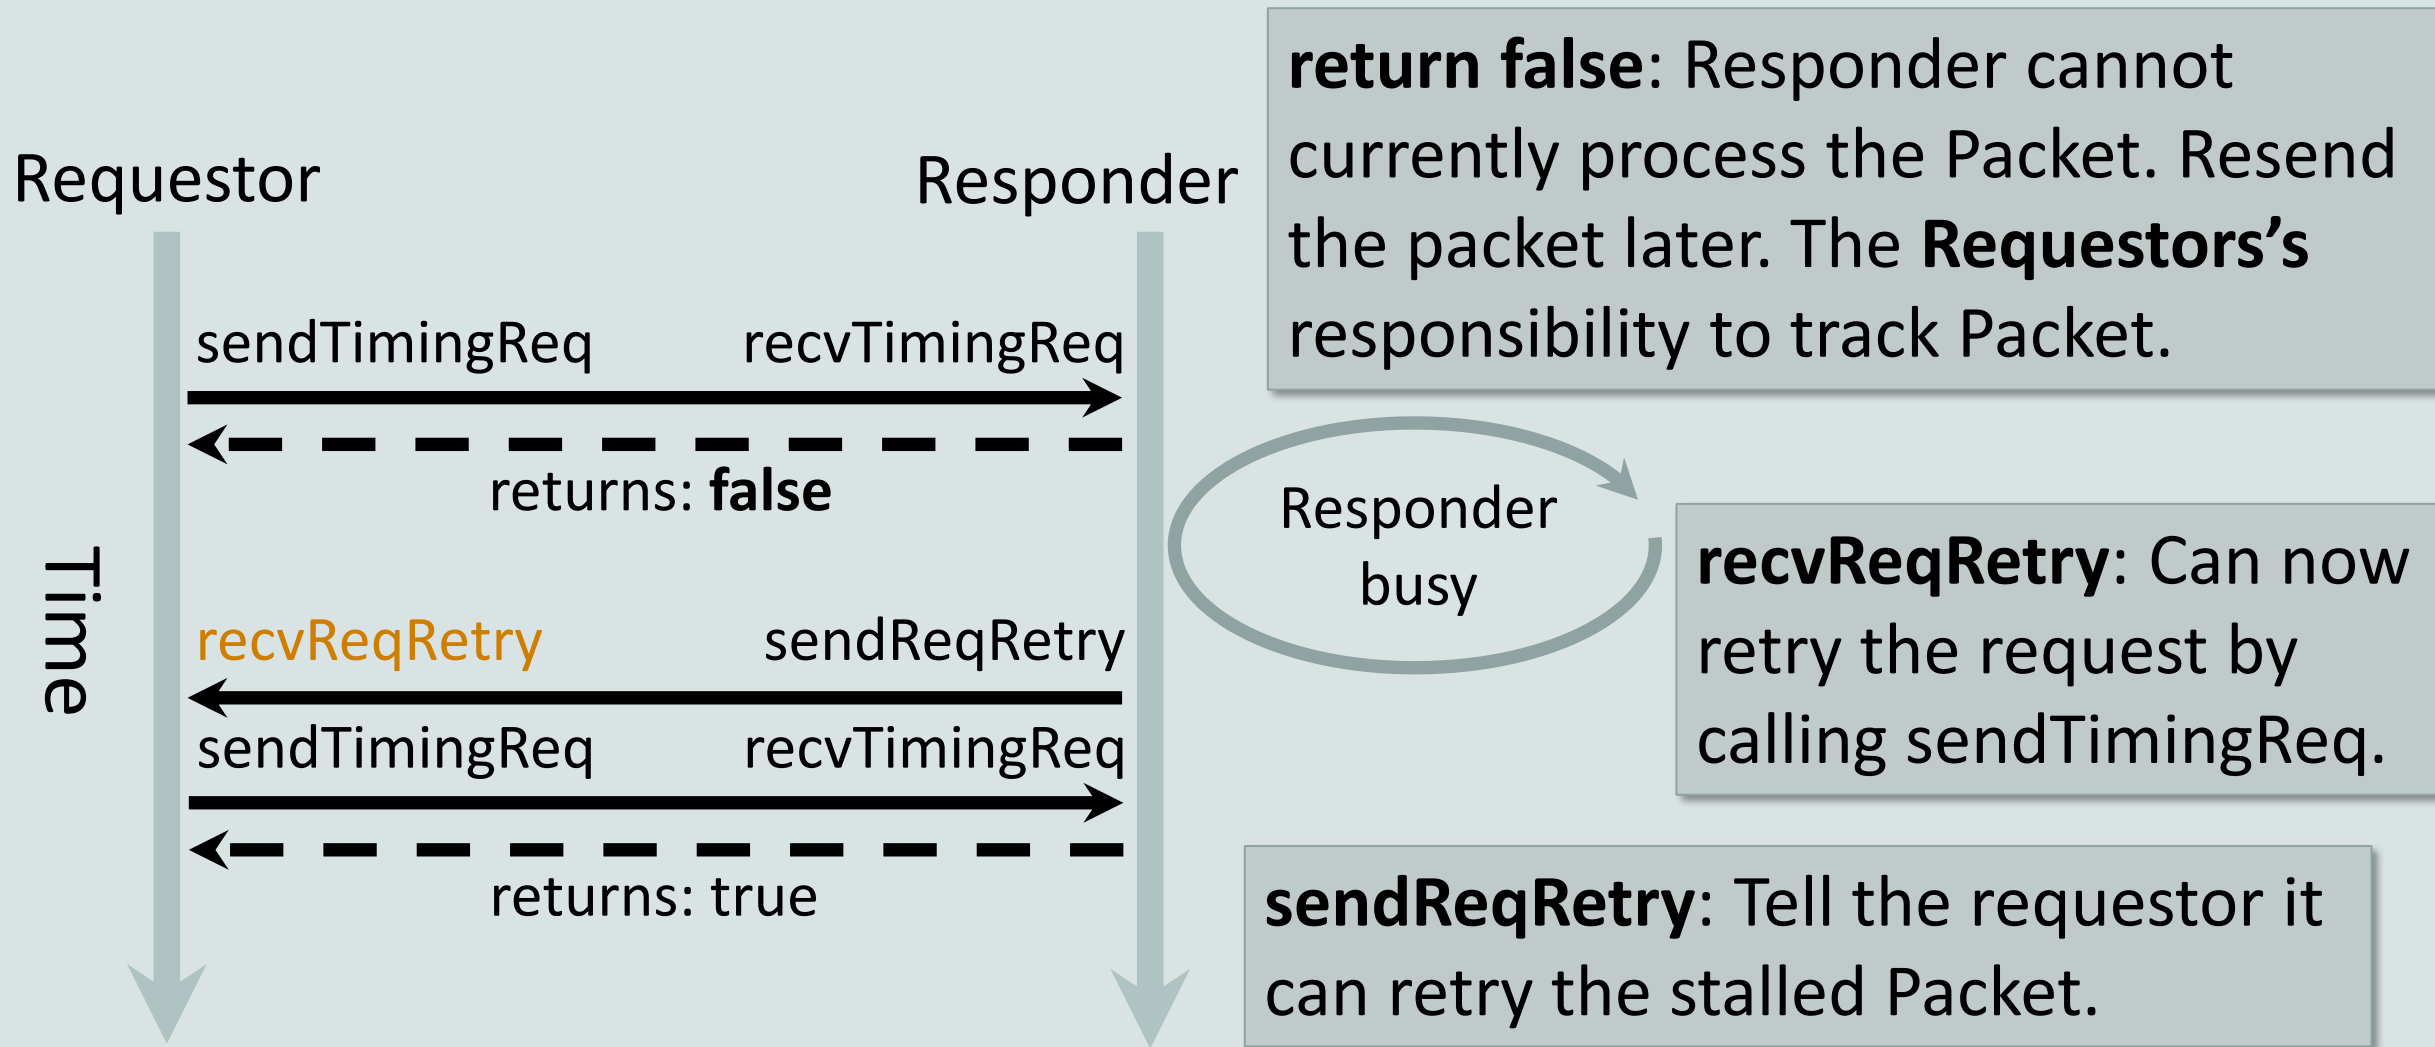 return false: Responder cannot
currently process the Packet. Resend
the packet later. The Requestors’s
responsibility to track Packet.
Requestor
Responder
sendTimingReq
recvTimingReq
returns: false
Responder
busy
Time
recvReqRetry: Can now
retry the request by
calling sendTimingReq.
recvReqRetry
sendReqRetry
sendTimingReq
recvTimingReq
returns: true
sendReqRetry: Tell the requestor it
can retry the stalled Packet.